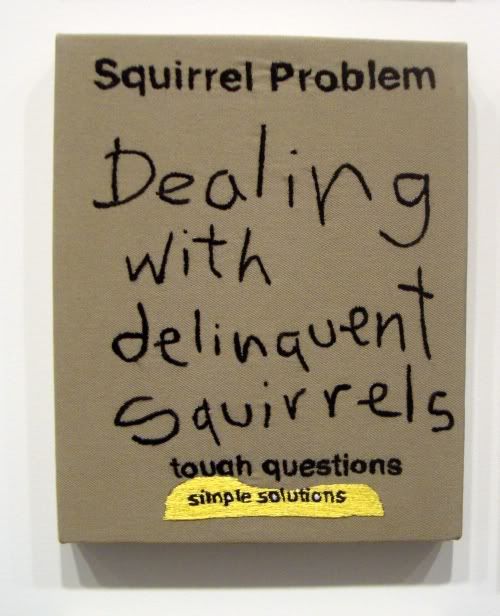 Squirrel Problem
Dealing
with
delinquent
squirrels
tough questions
simple solutions